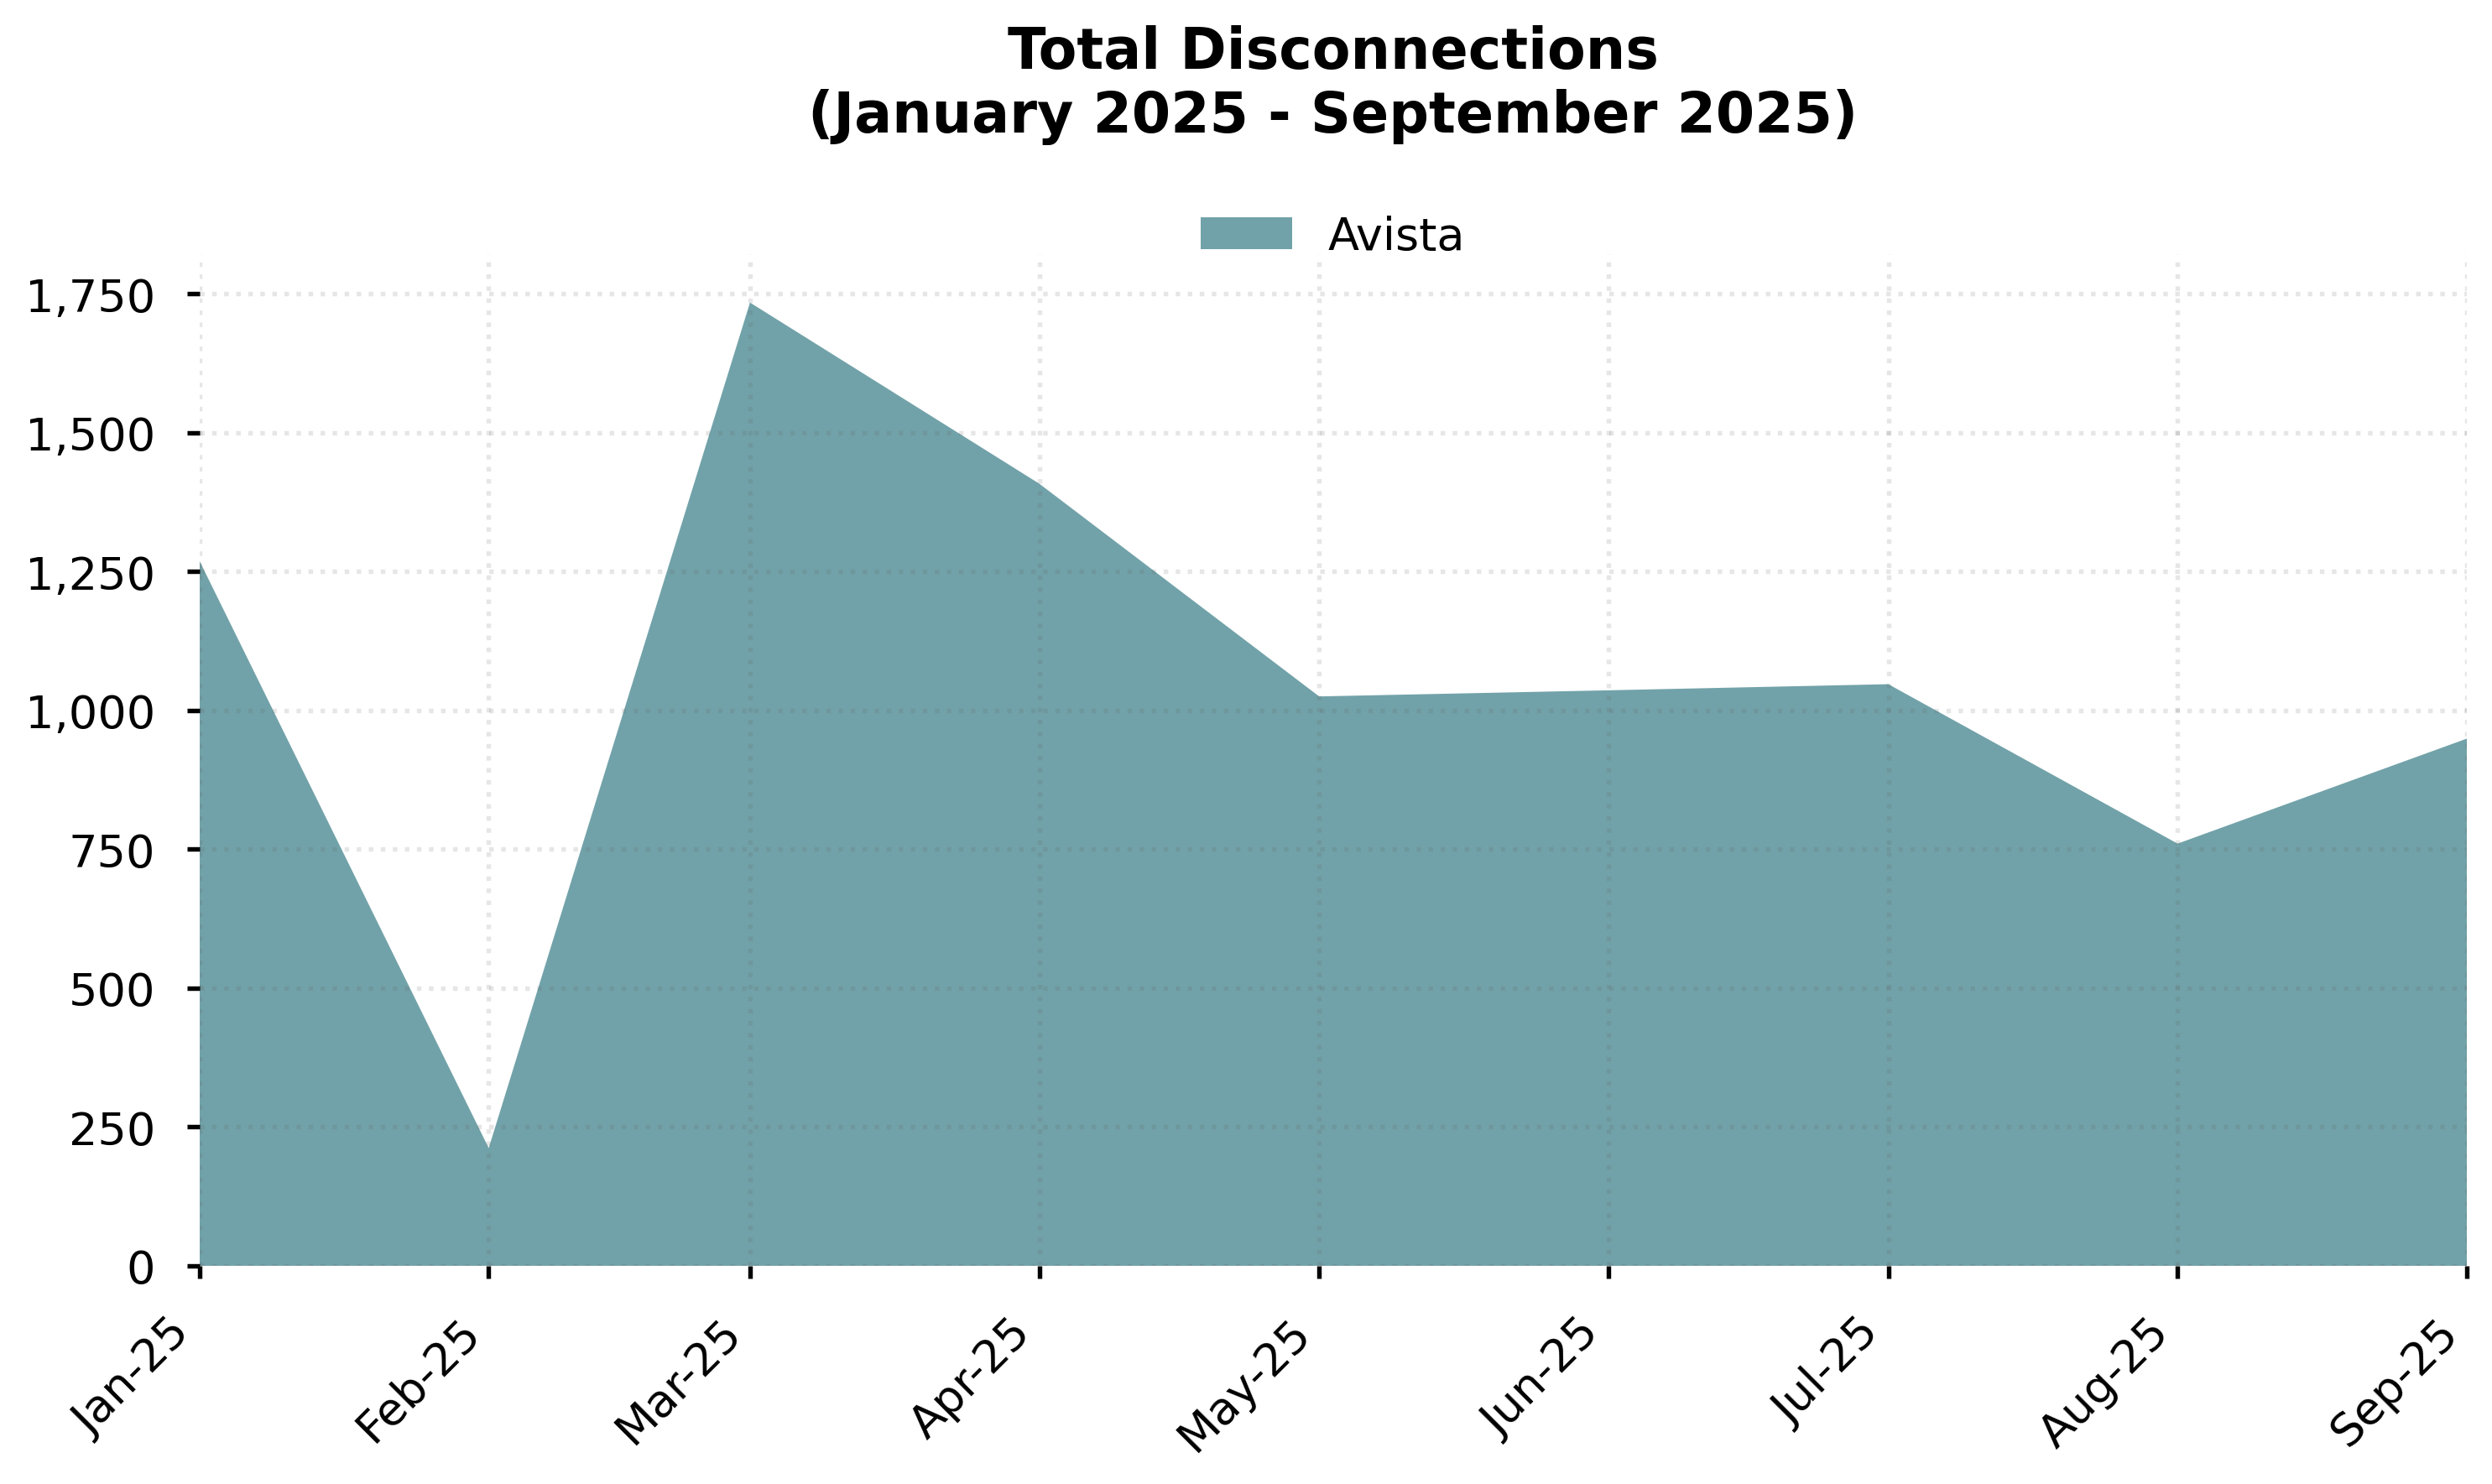 Total Disconnections
(January 2025 - September 2025)
Avista
1,750
1,500
1,250
1,000
750
500
250
0
Jan-25
Feb-25
Mar-25
Apr-25
May-25
Jun-25
Jul-25
Aug-25
Sep-25